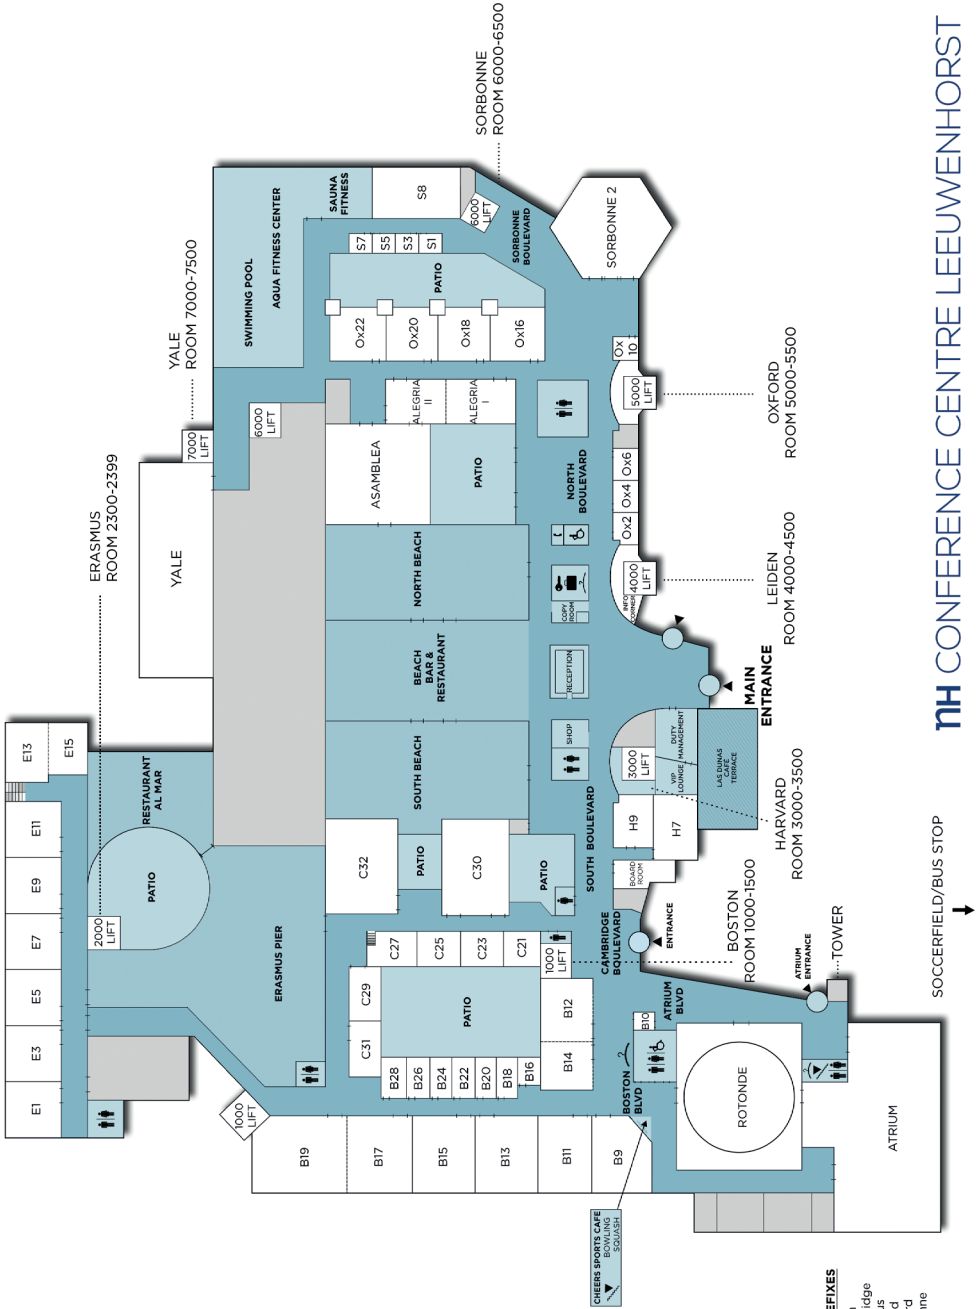 nh CONFERENCE CENTRE LEEUWENHORST
SORBONNE
ROOM 6000-6500
YALE
ROOM 7000-7500
ERASMUS
ROOM 2300-2399
SWIMMING POOL
AQUA FITNESS CENTER
SAUNA
FITNESS
S8
6000
LIFT
S7
S5
S3
S1
SORBONNE
BOULEVARD
SORBONNE 2
PATIO
Ox22
Ox20
Ox18
Ox16
Ox
10
5000
LIFT
OXFORD
ROOM 5000-5500
7000
LIFT
6000
LIFT
ALEGRIA
II
ALEGRIA
I
ASAMBLEA
PATIO
NORTH
BOULEVARD
Ox6
Ox4
Ox2
YALE
NORTH BEACH
COPY
ROOM
INFO
CORNER
4000
LIFT
LEIDEN
ROOM 4000-4500
BEACH
BAR &
RESTAURANT
RECEPTION
MAIN
ENTRANCE
E13
E15
RESTAURANT
AL MAR
SOUTH BEACH
SHOP
DUTY
MANAGEMENT
VIP
LOUNGE
3000
LIFT
LAS DUNAS
CAFE
TERRACE
HARVARD
ROOM 3000-3500
E11
E9
E7
E5
E3
E1
PATIO
2000
LIFT
ERASMUS PIER
C32
PATIO
C30
PATIO
SOUTH BOULEVARD
H9
H7
BOARD
ROOM
CAMBRIDGE
BOULEVARD
ENTRANCE
BOSTON
ROOM 1000-1500
C27
C25
C23
C21
1000
LIFT
C29
C31
PATIO
B12
B14
B28
B26
B24
B22
B20
B18
B16
B10
ATRIUM
BLVD
ATRIUM
ENTRANCE
TOWER
SOCCERFIELD/BUS STOP
1000
LIFT
BOSTON
BLVD
ROTONDE
ATRIUM
B19
B17
B15
B13
B11
B9
CHEERS SPORTS CAFE
BOWLING
SQUASH